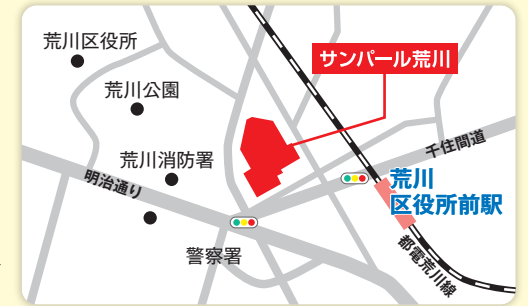 荒川区役所
サンパール荒川
荒川公園
千住間道
荒川消防署
明治通り
荒川
区役所前駅
警察署
都電荒川線